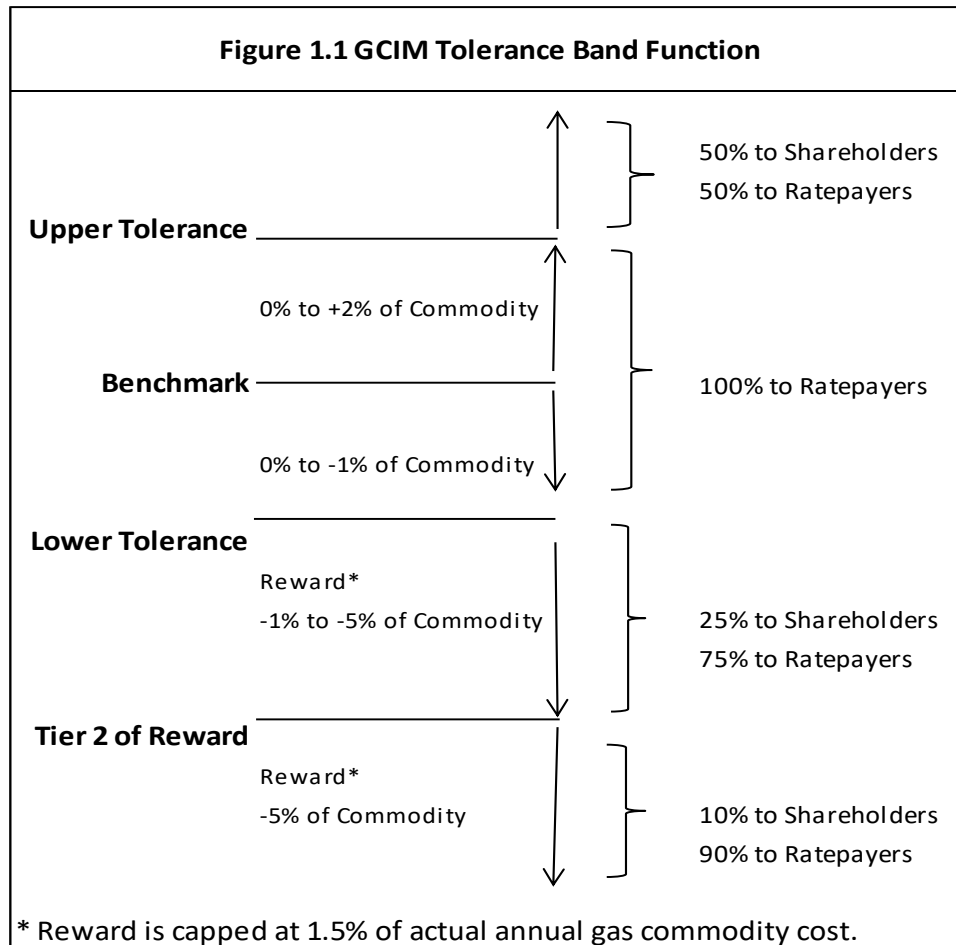 Figure 1.1 GCIM Tolerance Band Function
50% to Shareholders
50% to Ratepayers
Upper Tolerance
0% to +2% of Commodity
Benchmark
100% to Ratepayers
0% to -1% of Commodity
Lower Tolerance
Reward*
-1% to -5% of Commodity
25% to Shareholders
75% to Ratepayers
Tier 2 of Reward
Reward*
-5% of Commodity
10% to Shareholders
90% to Ratepayers
* Reward is capped at 1.5% of actual annual gas commodity cost.